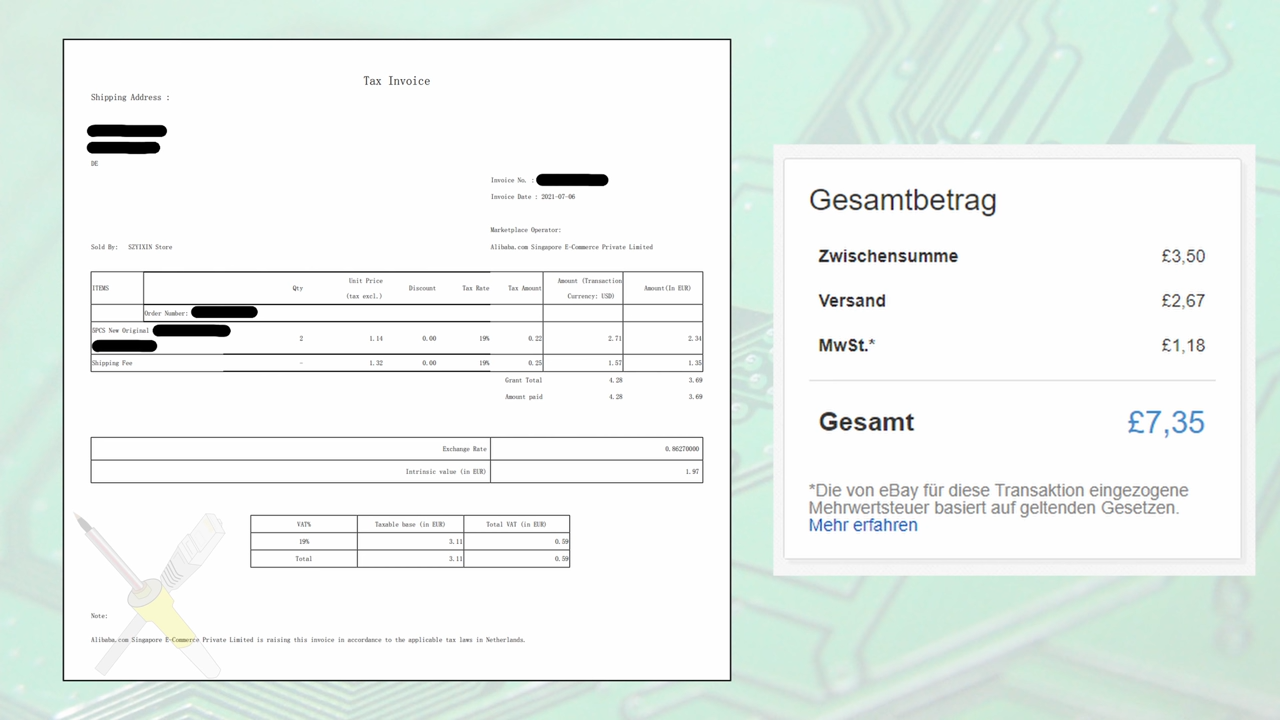 Tax Invoice
Shipping Address :
DE
Invoice No. :
Invoice Date : 2021-07-06
Marketplace Operator:
Sold By: SZYIXIN Store
Alibaba.com Singapore E-Commerce Private Limited
ITEMS Qty Unit Price (tax excl.) Discount Tax Rate Tax Amount Amount (Transaction Currency: USD) Amount(In EUR)
Order Number:
5PCS New Original
2 1.14 0.00 19% 0.22 2.71 2.34
Shipping Fee - 1.32 0.00 19% 0.25 1.57 1.35
Grant Total 4.28 3.69
Amount paid 4.28 3.69
Exchange Rate 0.86270000
Intrinsic value (in EUR) 1.97
VAT% Taxable base (in EUR) Total VAT (in EUR)
19% 3.11 0.59
Total 3.11 0.59
Note:
Alibaba.com Singapore E-Commerce Private Limited is raising this invoice in accordance to the applicable tax laws in Netherlands.
Gesamtbetrag
Zwischensumme £3,50
Versand £2,67
MwSt.* £1,18
Gesamt £7,35
*Die von eBay für diese Transaktion eingezogene
Mehrwertsteuer basiert auf geltenden Gesetzen.
Mehr erfahren